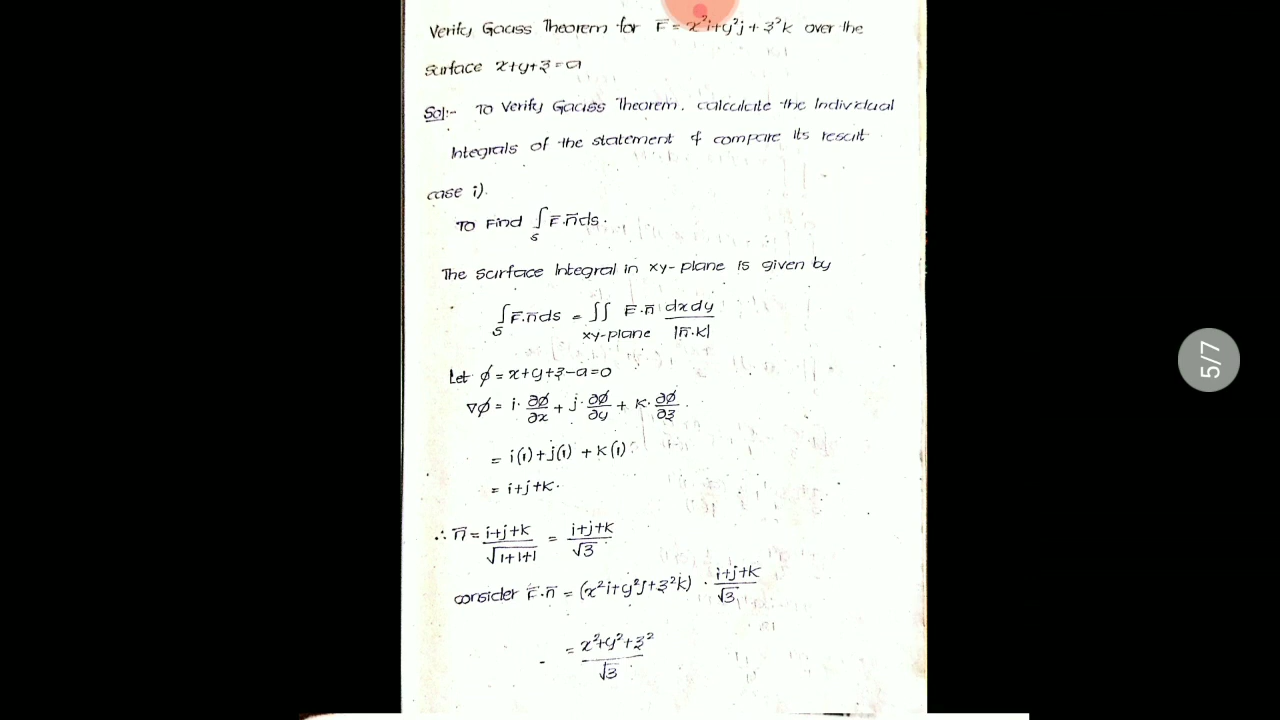 Verify Gauss Theorem for F̄ = x²i+y²j+z²k over the
surface x+y+z=a
Sol:- To Verify Gauss Theorem. calculate the Individual
Integrals of the statement & compare its result
case i).
To Find ∫_S F̄.n̄ds.
The surface Integral in xy-plane is given by
∫_S F̄.n̄ds = ∫∫_xy-plane F̄.n̄ dxdy/|n̄.k|
Let φ = x+y+z-a=0
∇φ = i. ∂φ/∂x + j. ∂φ/∂y + k. ∂φ/∂z.
= i(1)+j(1)+k(1)
= i+j+k.
∴ n̄ = i+j+k/√1+1+1 = i+j+k/√3
consider F̄.n̄ = (x²i+y²j+z²k) . i+j+k/√3
= x²+y²+z²/√3
5/7